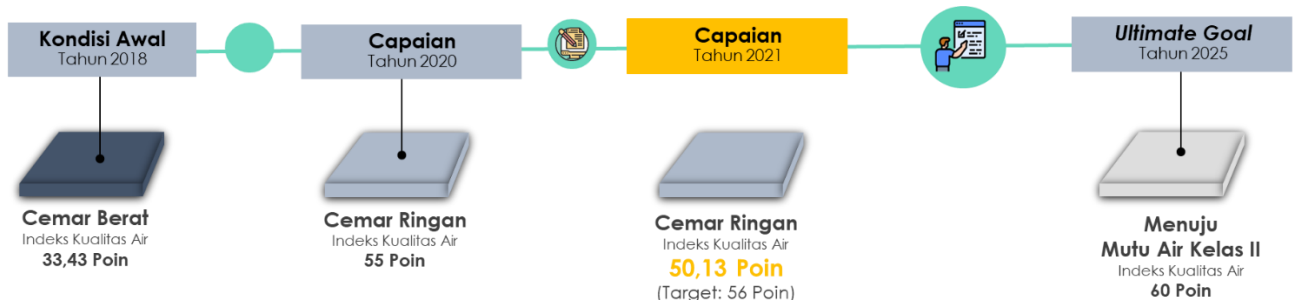 Kondisi Awal
Tahun 2018
Capaian
Tahun 2020
Capaian
Tahun 2021
Ultimate Goal
Tahun 2025
Cemar Berat
Indeks Kualitas Air
33,43 Poin
Cemar Ringan
Indeks Kualitas Air
55 Poin
Cemar Ringan
Indeks Kualitas Air
50,13 Poin
(Target: 56 Poin)
Menuju
Mutu Air Kelas II
Indeks Kualitas Air
60 Poin